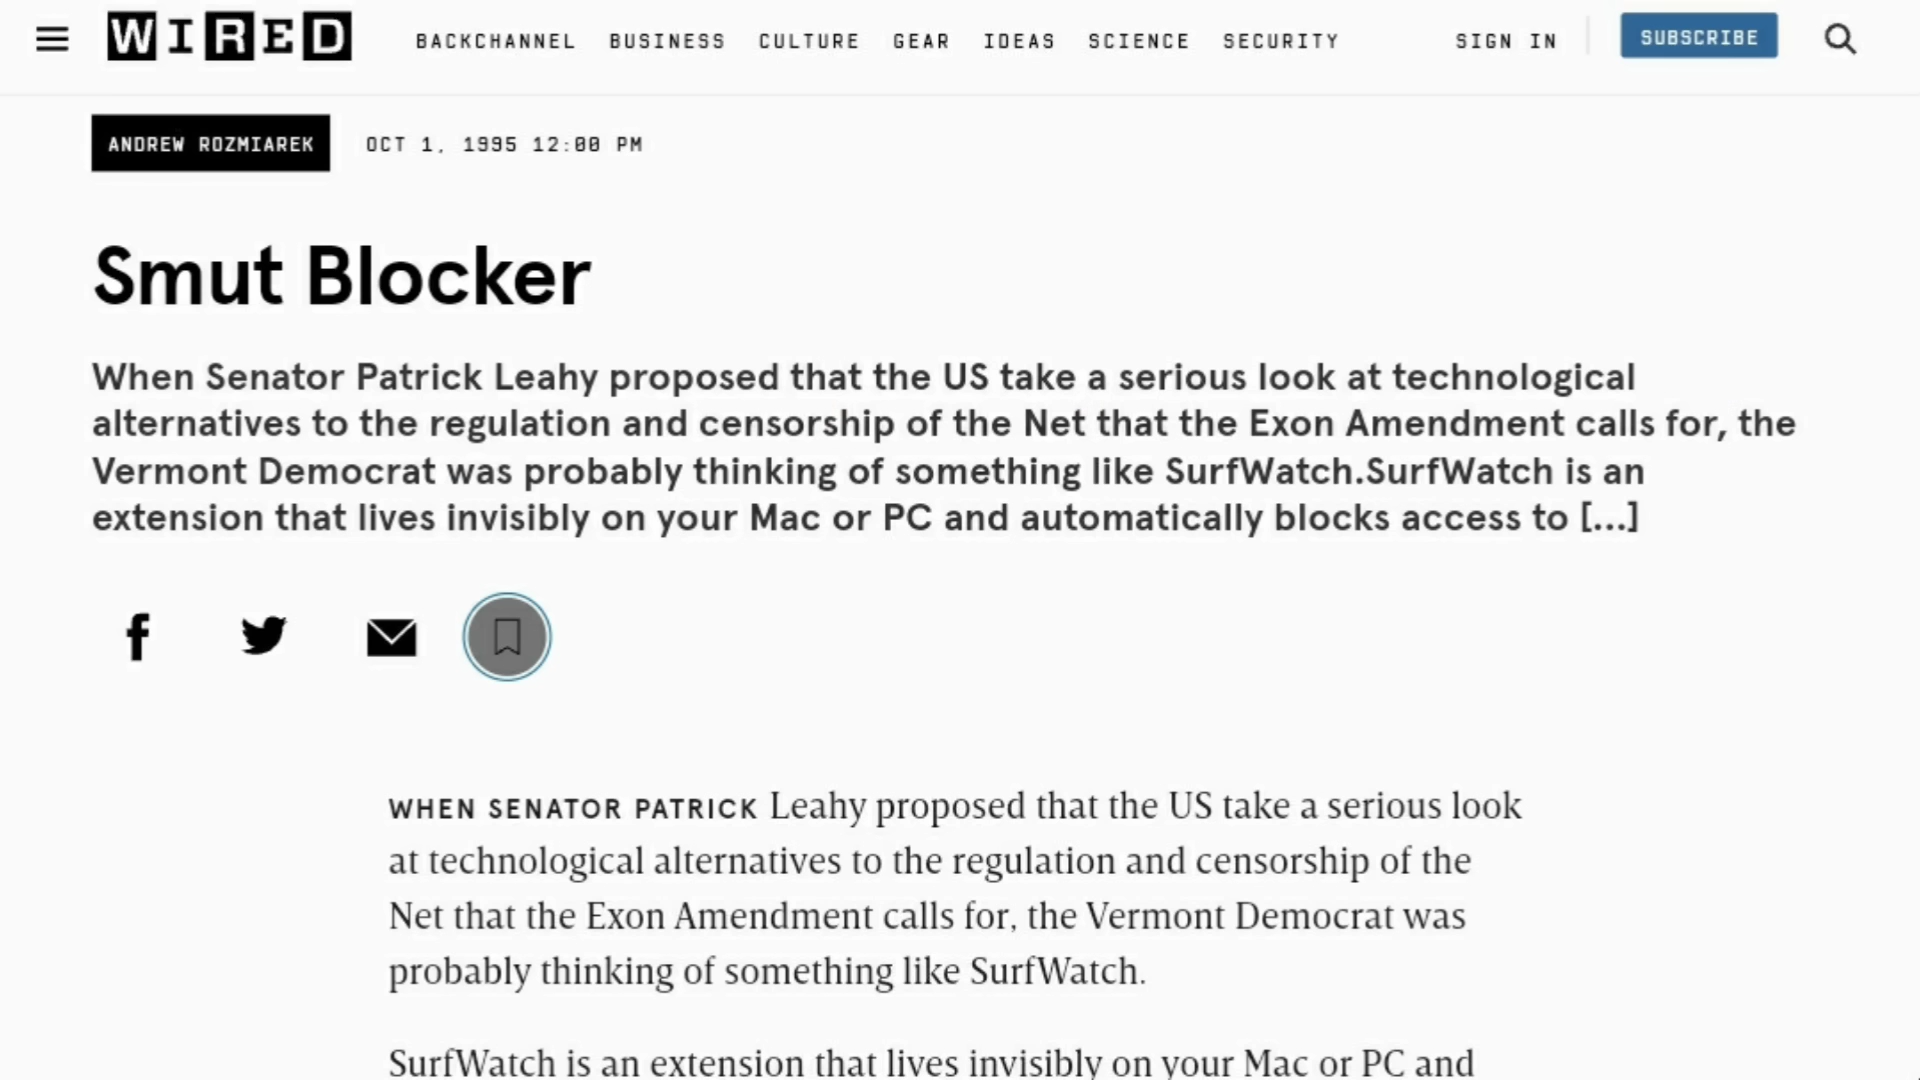 WIRED
BACKCHANNEL BUSINESS CULTURE GEAR IDEAS SCIENCE SECURITY
SIGN IN
SUBSCRIBE
ANDREW ROZMIAREK
OCT 1, 1995 12:00 PM
Smut Blocker
When Senator Patrick Leahy proposed that the US take a serious look at technological
alternatives to the regulation and censorship of the Net that the Exon Amendment calls for, the
Vermont Democrat was probably thinking of something like SurfWatch.SurfWatch is an
extension that lives invisibly on your Mac or PC and automatically blocks access to [...]
WHEN SENATOR PATRICK Leahy proposed that the US take a serious look
at technological alternatives to the regulation and censorship of the
Net that the Exon Amendment calls for, the Vermont Democrat was
probably thinking of something like SurfWatch.
SurfWatch is an extension that lives invisibly on your Mac or PC and